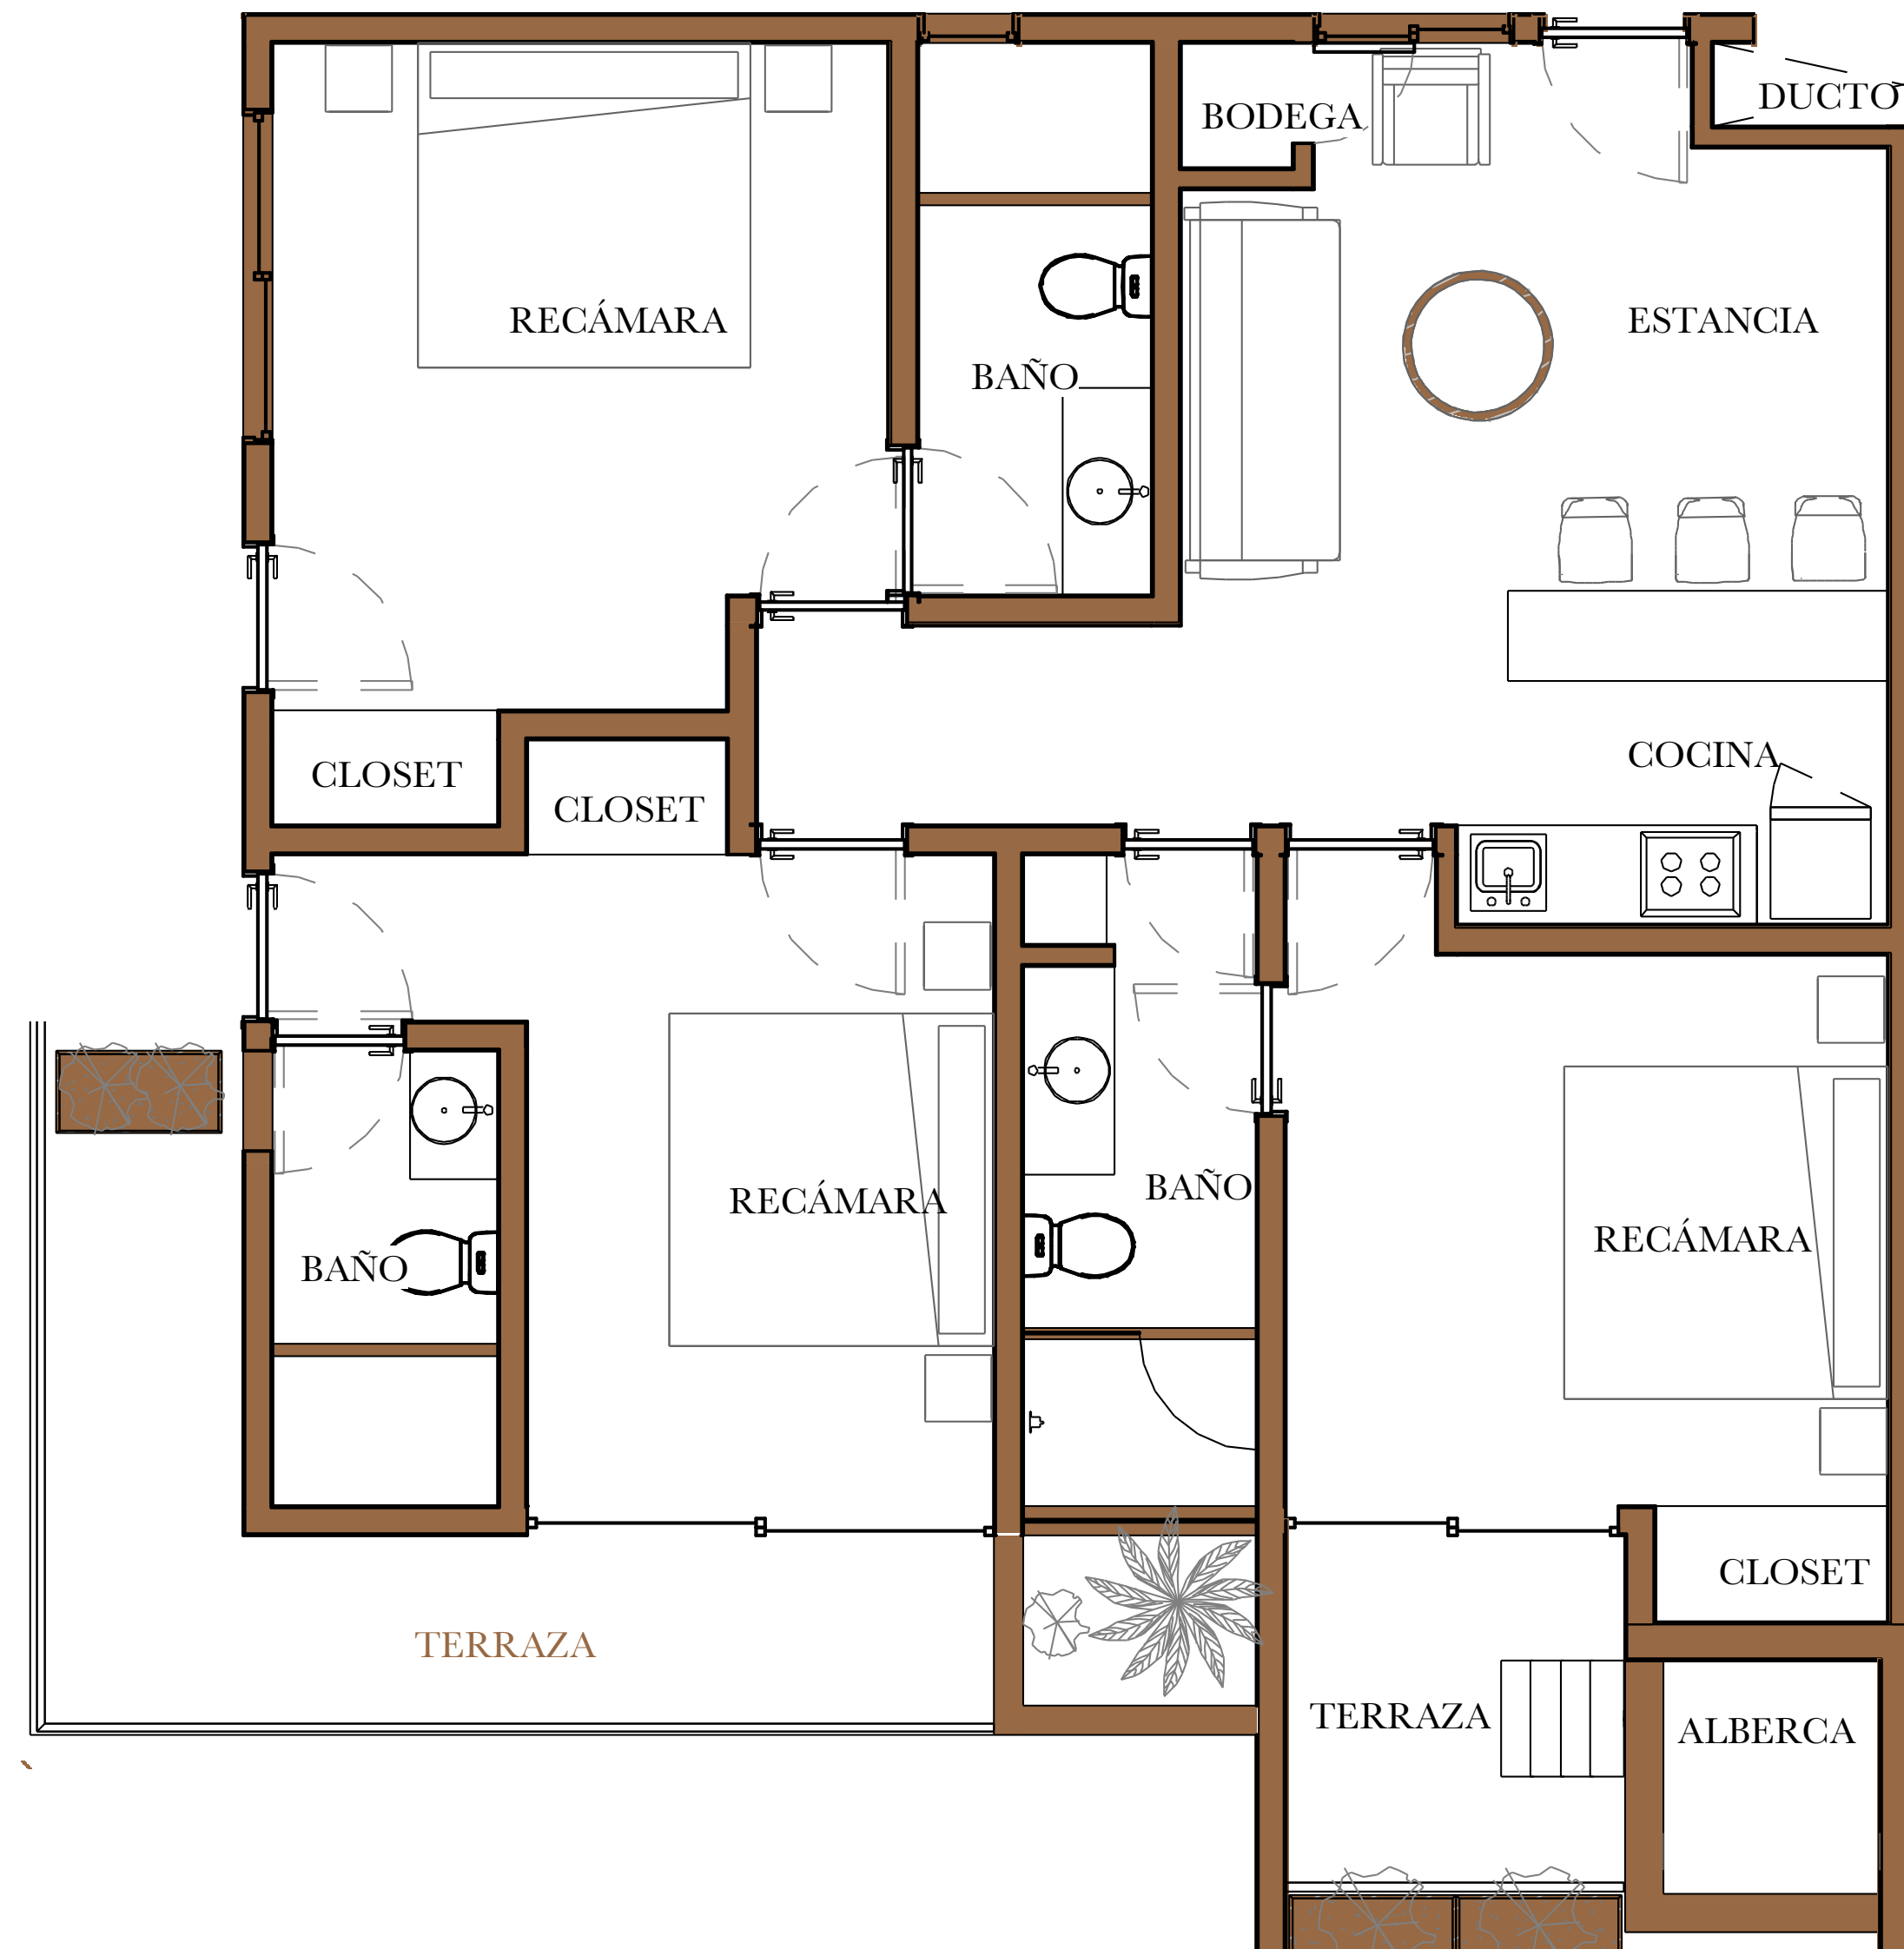 DUCTO
BODEGA
RECÁMARA
ESTANCIA
BAÑO
COCINA
CLOSET
CLOSET
BAÑO
RECÁMARA
RECÁMARA
BAÑO
CLOSET
TERRAZA
TERRAZA
ALBERCA